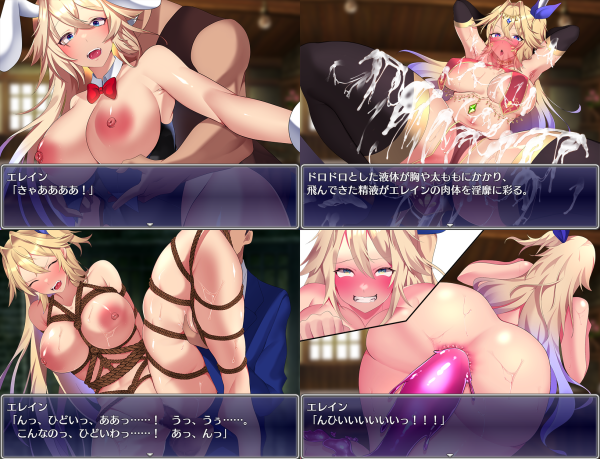 エレイン
「きゃああああ！」
ドロドロとした液体が胸や太ももにかかり、
飛んできた精液がエレインの肉体を淫靡に彩る。
エレイン
「んっ、ひどいっ、ああっ……！　うっ、うぅ……。
こんなのっ、ひどいわっ……！　あっ、んっ」
エレイン
「んひいいいいいいっ！！！」